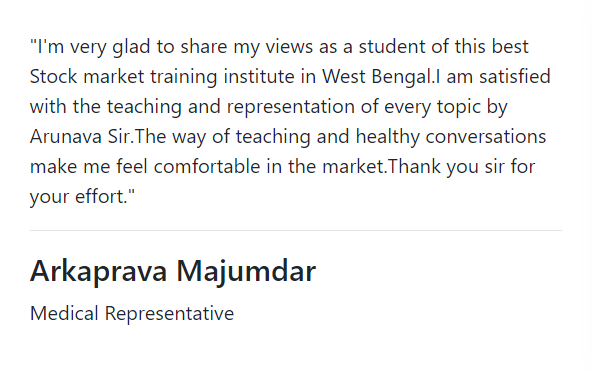 "I'm very glad to share my views as a student of this best
Stock market training institute in West Bengal.I am satisfied
with the teaching and representation of every topic by
Arunava Sir.The way of teaching and healthy conversations
make me feel comfortable in the market.Thank you sir for
your effort."
Arkaprava Majumdar
Medical Representative